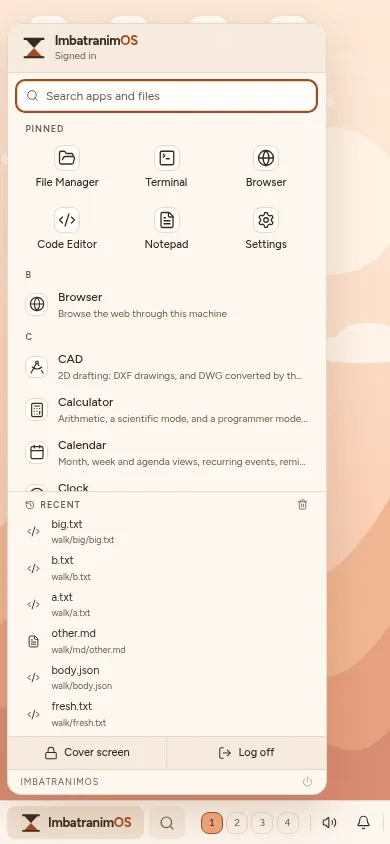 ImbatranimOS
Signed in
Search apps and files
PINNED
File Manager
Terminal
Browser
Code Editor
Notepad
Settings
B
Browser
Browse the web through this machine
C
CAD
2D drafting: DXF drawings, and DWG converted by th...
Calculator
Arithmetic, a scientific mode, and a programmer mode...
Calendar
Month, week and agenda views, recurring events, remi...
Clock
RECENT
big.txt
walk/big/big.txt
b.txt
walk/b.txt
a.txt
walk/a.txt
other.md
walk/md/other.md
body.json
walk/body.json
fresh.txt
walk/fresh.txt
Cover screen
Log off
IMBATRANIMOS
ImbatranimOS
1
2
3
4